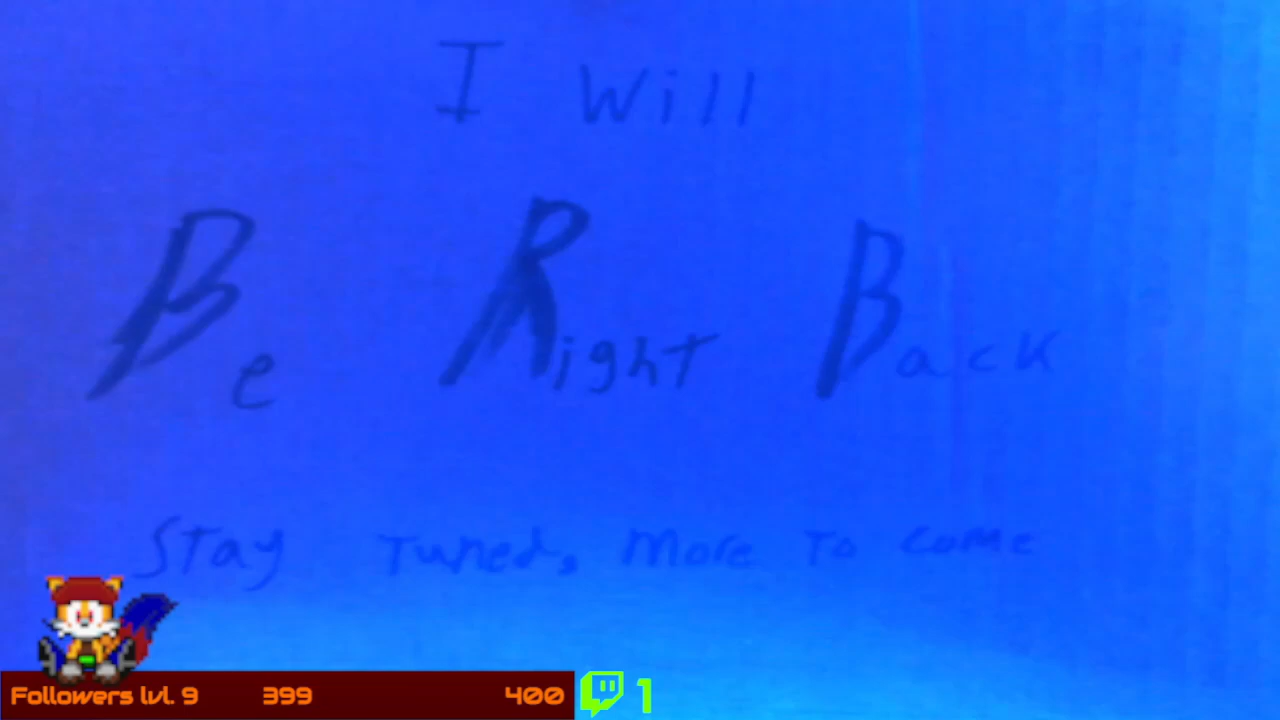 I Will
Be Right Back
Stay Tuned, More To Come
Followers lvl. 9 399 400 1